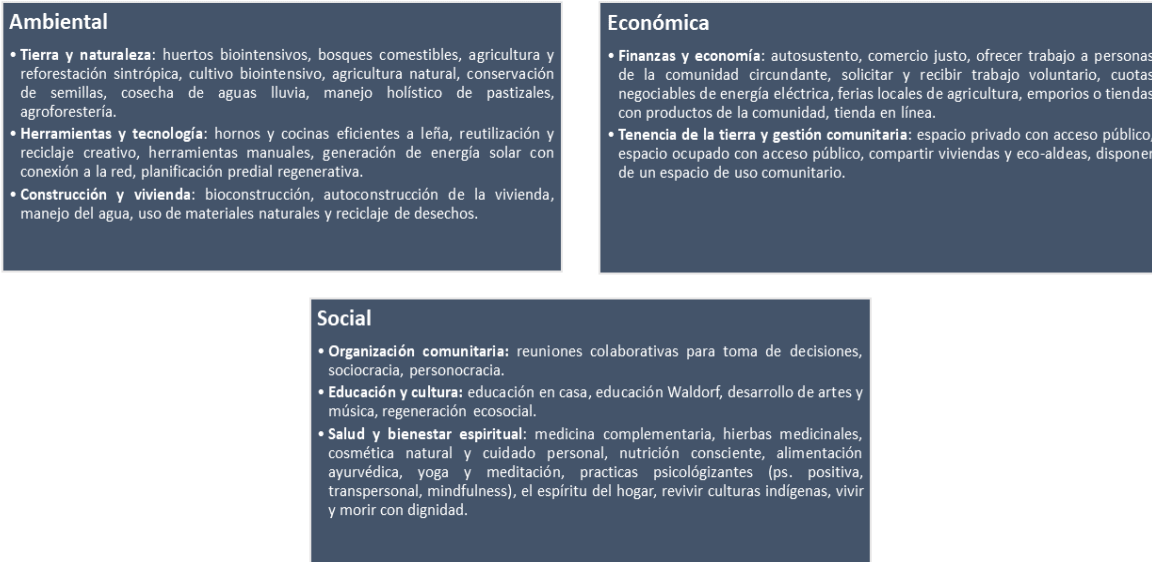 Ambiental
• Tierra y naturaleza: huertos biointensivos, bosques comestibles, agricultura y
reforestación sintrópica, cultivo biointensivo, agricultura natural, conservación
de semillas, cosecha de aguas lluvia, manejo holístico de pastizales,
agroforestería.
• Herramientas y tecnología: hornos y cocinas eficientes a leña, reutilización y
reciclaje creativo, herramientas manuales, generación de energía solar con
conexión a la red, planificación predial regenerativa.
• Construcción y vivienda: bioconstrucción, autoconstrucción de la vivienda,
manejo del agua, uso de materiales naturales y reciclaje de desechos.
Económica
• Finanzas y economía: autosustento, comercio justo, ofrecer trabajo a personas
de la comunidad circundante, solicitar y recibir trabajo voluntario, cuotas
negociables de energía eléctrica, ferias locales de agricultura, emporios o tiendas
con productos de la comunidad, tienda en línea.
• Tenencia de la tierra y gestión comunitaria: espacio privado con acceso público,
espacio ocupado con acceso público, compartir viviendas y eco-aldeas, disponer
de un espacio de uso comunitario.
Social
• Organización comunitaria: reuniones colaborativas para toma de decisiones,
sociocracia, personocracia.
• Educación y cultura: educación en casa, educación Waldorf, desarrollo de artes y
música, regeneración ecosocial.
• Salud y bienestar espiritual: medicina complementaria, hierbas medicinales,
cosmética natural y cuidado personal, nutrición consciente, alimentación
ayurvédica, yoga y meditación, practicas psicológizantes (ps. positiva,
transpersonal, mindfulness), el espíritu del hogar, revivir culturas indígenas, vivir
y morir con dignidad.